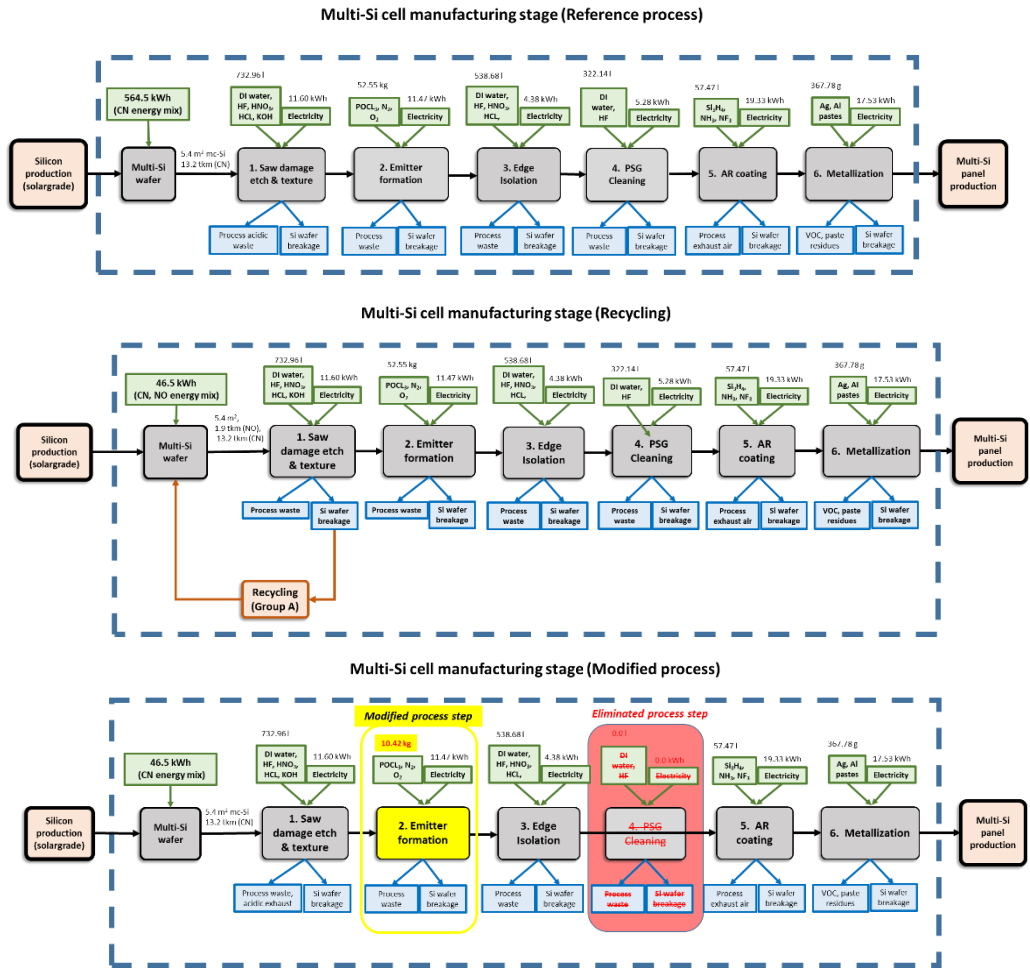 Multi-Si cell manufacturing stage (Reference process)
732.96 l
52.55 kg
538.68 l
322.14 l
57.47 l
367.78 g
564.5 kWh
(CN energy mix)
DI water,
HF, HNO3,
HCL, KOH
11.60 kWh
Electricity
POCL3, N2,
O2
11.47 kWh
Electricity
DI water,
HF, HNO3,
HCL,
4.38 kWh
Electricity
DI
water,
HF
5.28 kWh
Electricity
Si3H4,
NH3, NF3
19.33 kWh
Electricity
Ag, Al
pastes
17.53 kWh
Electricity
Silicon
production
(solargrade)
Multi-Si
wafer
5.4 m2 mc-Si
13.2 tkm (CN)
1. Saw damage
etch & texture
2. Emitter
formation
3. Edge
Isolation
4. PSG
Cleaning
5. AR coating
6. Metallization
Multi-Si
panel
production
Process acidic
waste
Si wafer
breakage
Process
waste
Si wafer
breakage
Process
waste
Si wafer
breakage
Process
waste
Si wafer
breakage
Process
exhaust air
Si wafer
breakage
VOC, paste
residues
Si wafer
breakage
Multi-Si cell manufacturing stage (Recycling)
732.96 l
52.55 kg
538.68 l
322.14 l
57.47 l
367.78 g
46.5 kWh
(CN, NO energy mix)
DI water,
HF, HNO3,
HCL, KOH
11.60 kWh
Electricity
POCL3, N2,
O2
11.47 kWh
Electricity
DI water,
HF, HNO3,
HCL,
4.38 kWh
Electricity
DI water,
HF
5.28 kWh
Electricity
Si3H4,
NH3, NF3
19.33 kWh
Electricity
Ag, Al
pastes
17.53 kWh
Electricity
Silicon
production
(solargrade)
Multi-Si
wafer
5.4 m2,
1.9 tkm (NO),
13.2 tkm (CN)
1. Saw
damage etch
& texture
2. Emitter
formation
3. Edge
Isolation
4. PSG
Cleaning
5. AR
coating
6. Metallization
Multi-Si
panel
production
Process waste
Si wafer
breakage
Process waste
Si wafer
breakage
Process
waste
Si wafer
breakage
Process
waste
Si wafer
breakage
Process
exhaust air
Si wafer
breakage
VOC, paste
residues
Si wafer
breakage
Recycling
(Group A)
Multi-Si cell manufacturing stage (Modified process)
Modified process step
Eliminated process step
732.96 l
10.42 kg
538.68 l
0.0 l
57.47 l
367.78 g
46.5 kWh
(CN energy mix)
DI water,
HF, HNO3,
HCL, KOH
11.60 kWh
Electricity
POCL3, N2,
O2
11.47 kWh
Electricity
DI water,
HF, HNO3,
HCL,
4.38 kWh
Electricity
DI
water,
HF
0.0 kWh
Electricity
Si3H4,
NH3, NF3
19.33 kWh
Electricity
Ag, Al
pastes
17.53 kWh
Electricity
Silicon
production
(solargrade)
Multi-Si
wafer
5.4 m2 mc-Si
13.2 tkm (CN)
1. Saw
damage etch
& texture
2. Emitter
formation
3. Edge
Isolation
4. PSG
Cleaning
5. AR
coating
6. Metallization
Multi-Si
panel
production
Process waste,
acidic exhaust
Si wafer
breakage
Process
waste
Si wafer
breakage
Process
waste
Si wafer
breakage
Process
waste
Si wafer
breakage
Process
exhaust air
Si wafer
breakage
VOC, paste
residues
Si wafer
breakage